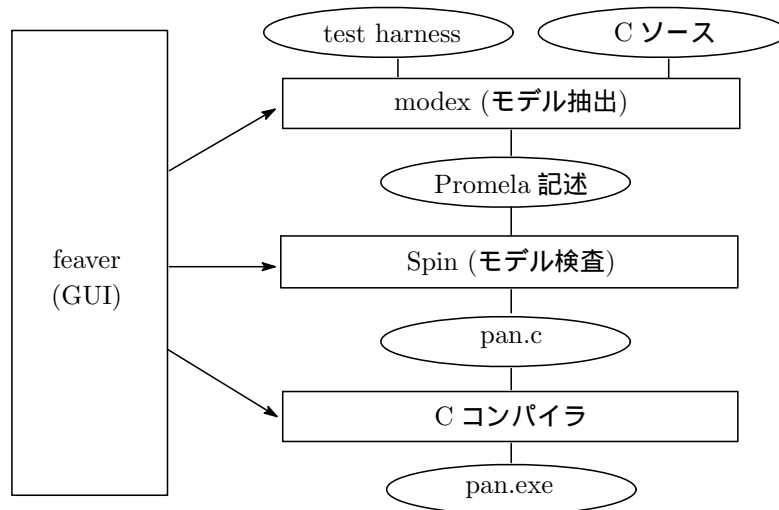 test harness
C ソース
modex (モデル抽出)
Promela 記述
feaver
(GUI)
Spin (モデル検査)
pan.c
C コンパイラ
pan.exe